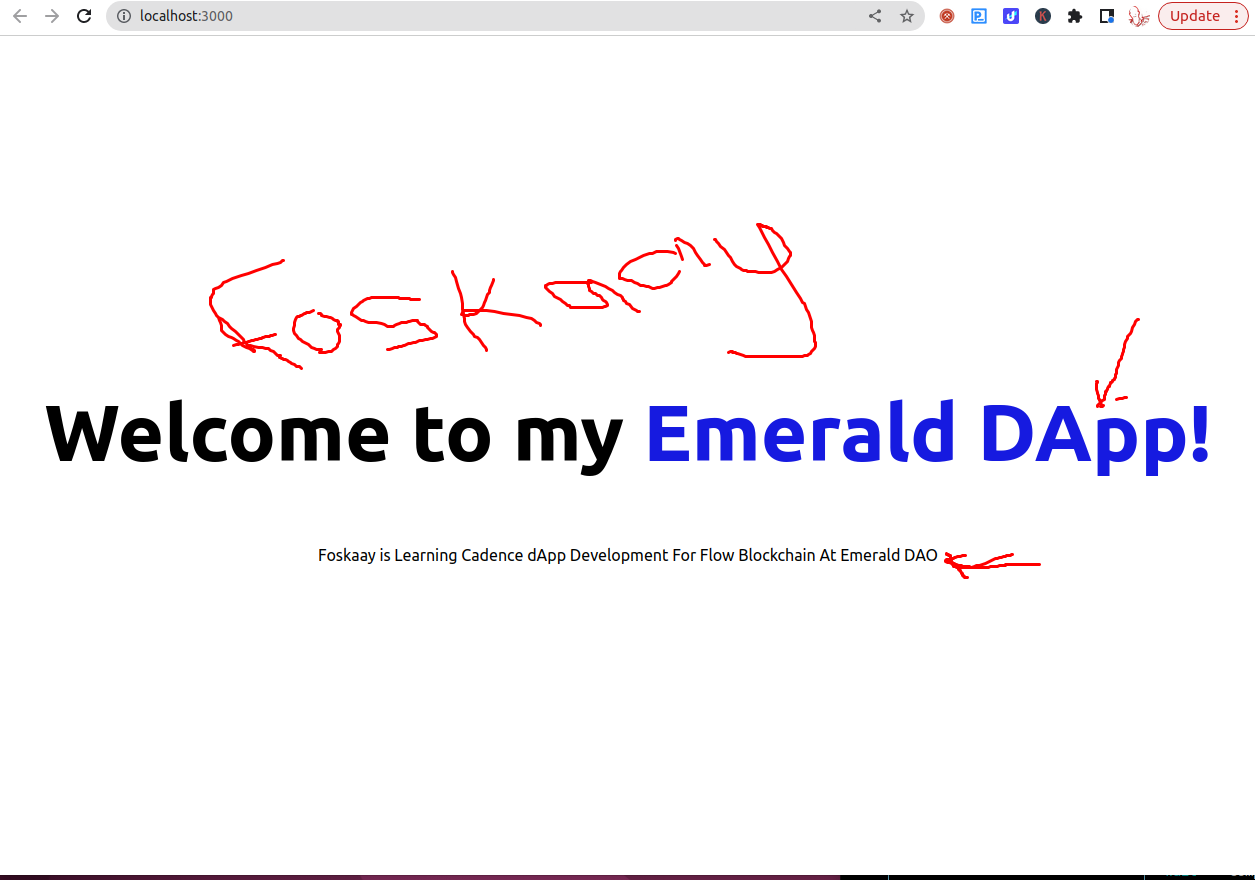 localhost:3000
Update
Foskaay
Welcome to my Emerald DApp!
Foskaay is Learning Cadence dApp Development For Flow Blockchain At Emerald DAO